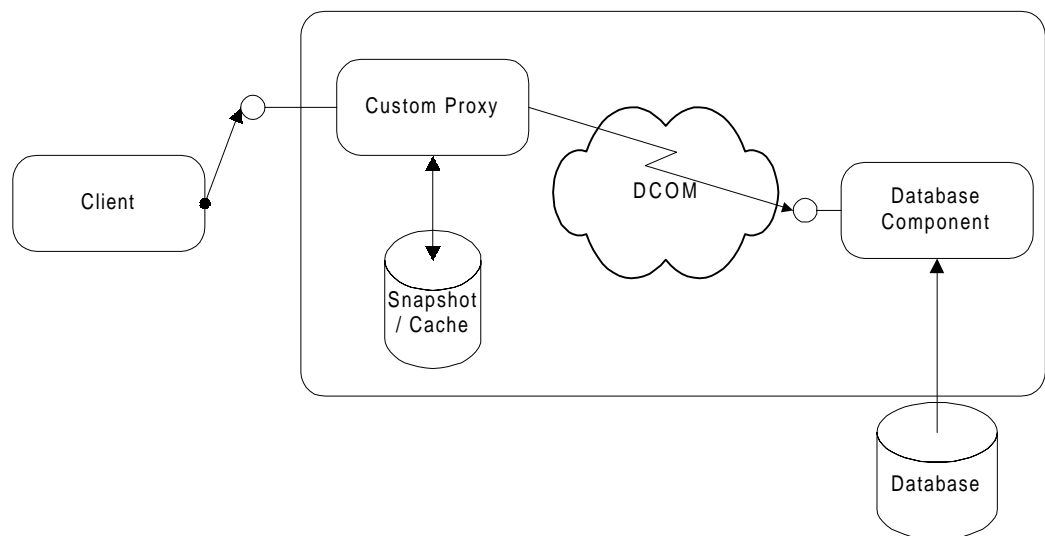 Custom Proxy
Client
DCOM
Database
Component
Snapshot
/ Cache
Database